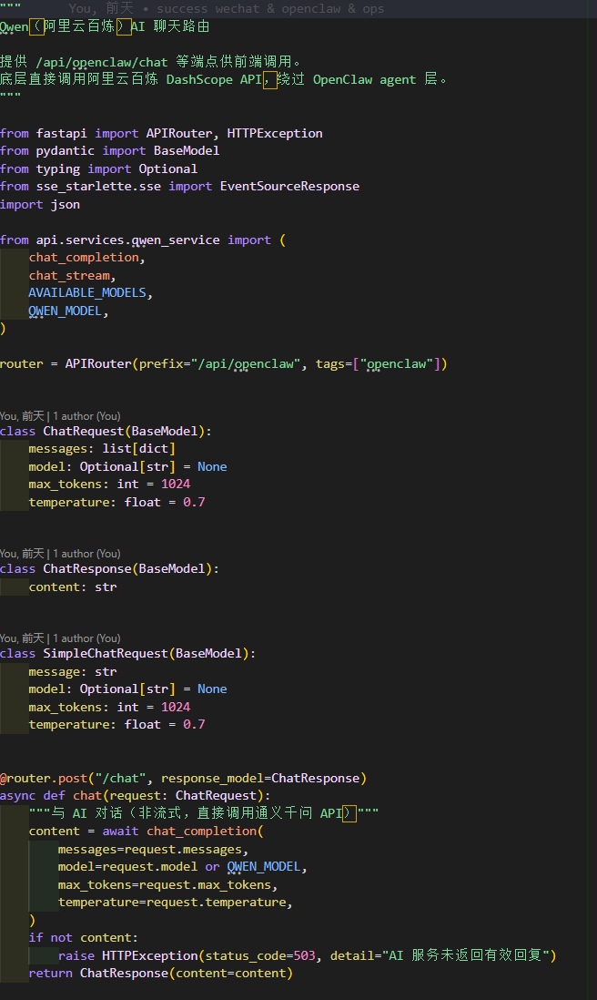 """      You, 前天 • success wechat & openclaw & ops
Qwen（阿里云百炼）AI 聊天路由
提供 /api/openclaw/chat 等端点供前端调用。
底层直接调用阿里云百炼 DashScope API，绕过 OpenClaw agent 层。
"""
from fastapi import APIRouter, HTTPException
from pydantic import BaseModel
from typing import Optional
from sse_starlette.sse import EventSourceResponse
import json
from api.services.qwen_service import (
    chat_completion,
    chat_stream,
    AVAILABLE_MODELS,
    QWEN_MODEL,
)
router = APIRouter(prefix="/api/openclaw", tags=["openclaw"])
You, 前天 | 1 author (You)
class ChatRequest(BaseModel):
    messages: list[dict]
    model: Optional[str] = None
    max_tokens: int = 1024
    temperature: float = 0.7
You, 前天 | 1 author (You)
class ChatResponse(BaseModel):
    content: str
You, 前天 | 1 author (You)
class SimpleChatRequest(BaseModel):
    message: str
    model: Optional[str] = None
    max_tokens: int = 1024
    temperature: float = 0.7
@router.post("/chat", response_model=ChatResponse)
async def chat(request: ChatRequest):
    """与 AI 对话（非流式，直接调用通义千问 API）"""
    content = await chat_completion(
        messages=request.messages,
        model=request.model or QWEN_MODEL,
        max_tokens=request.max_tokens,
        temperature=request.temperature,
    )
    if not content:
        raise HTTPException(status_code=503, detail="AI 服务未返回有效回复")
    return ChatResponse(content=content)